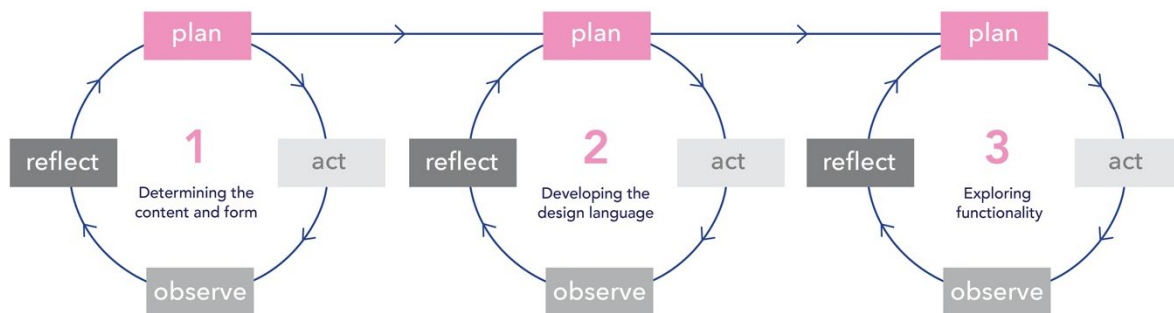 plan
reflect
1
act
Determining the
content and form
observe
plan
reflect
2
act
Developing the
design language
observe
plan
reflect
3
act
Exploring
functionality
observe